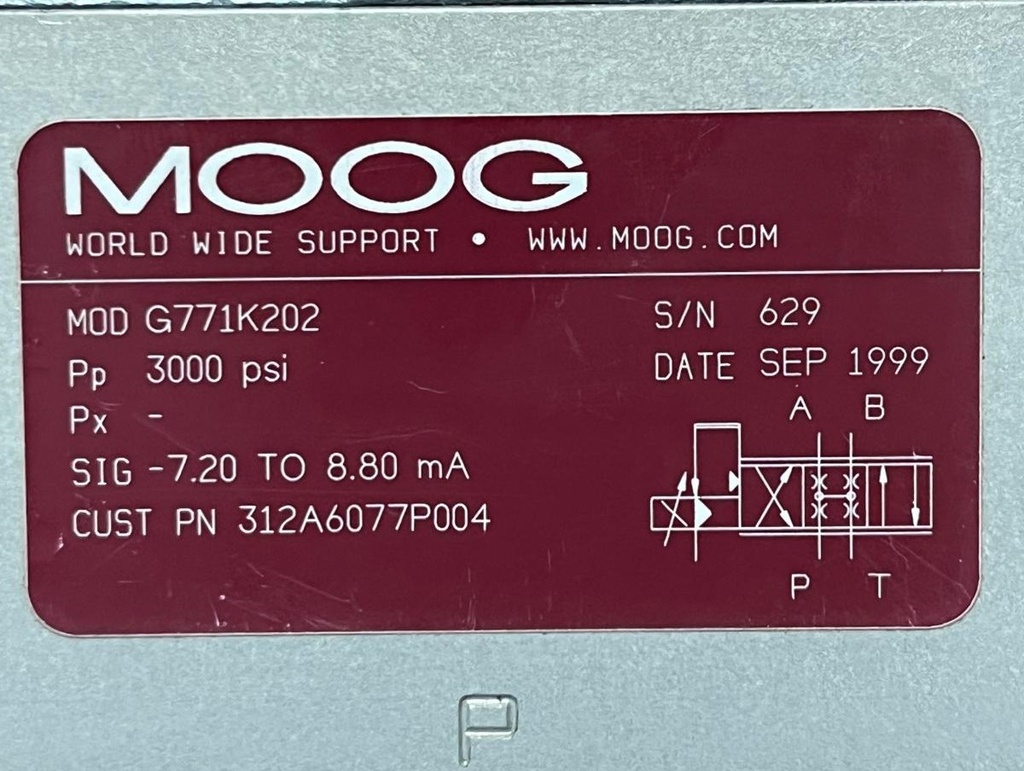 MOOG
WORLD WIDE SUPPORT • WWW.MOOG.COM
MOD G771K202
Pp 3000 psi
Px -
SIG -7.20 TO 8.80 mA
CUST PN 312A6077P004
S/N 629
DATE SEP 1999
A B
P T
P